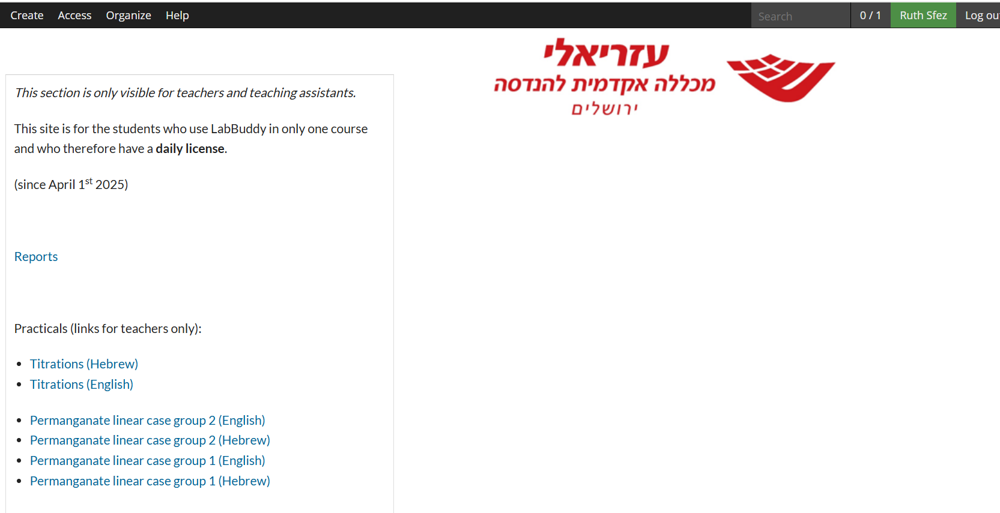 Create Access Organize Help Search 0 / 1 Ruth Sfez Log ou
עזריאלי
מכללה אקדמית להנדסה
ירושלים
This section is only visible for teachers and teaching assistants.
This site is for the students who use LabBuddy in only one course
and who therefore have a daily license.
(since April 1st 2025)
Reports
Practicals (links for teachers only):
• Titrations (Hebrew)
• Titrations (English)
• Permanganate linear case group 2 (English)
• Permanganate linear case group 2 (Hebrew)
• Permanganate linear case group 1 (English)
• Permanganate linear case group 1 (Hebrew)